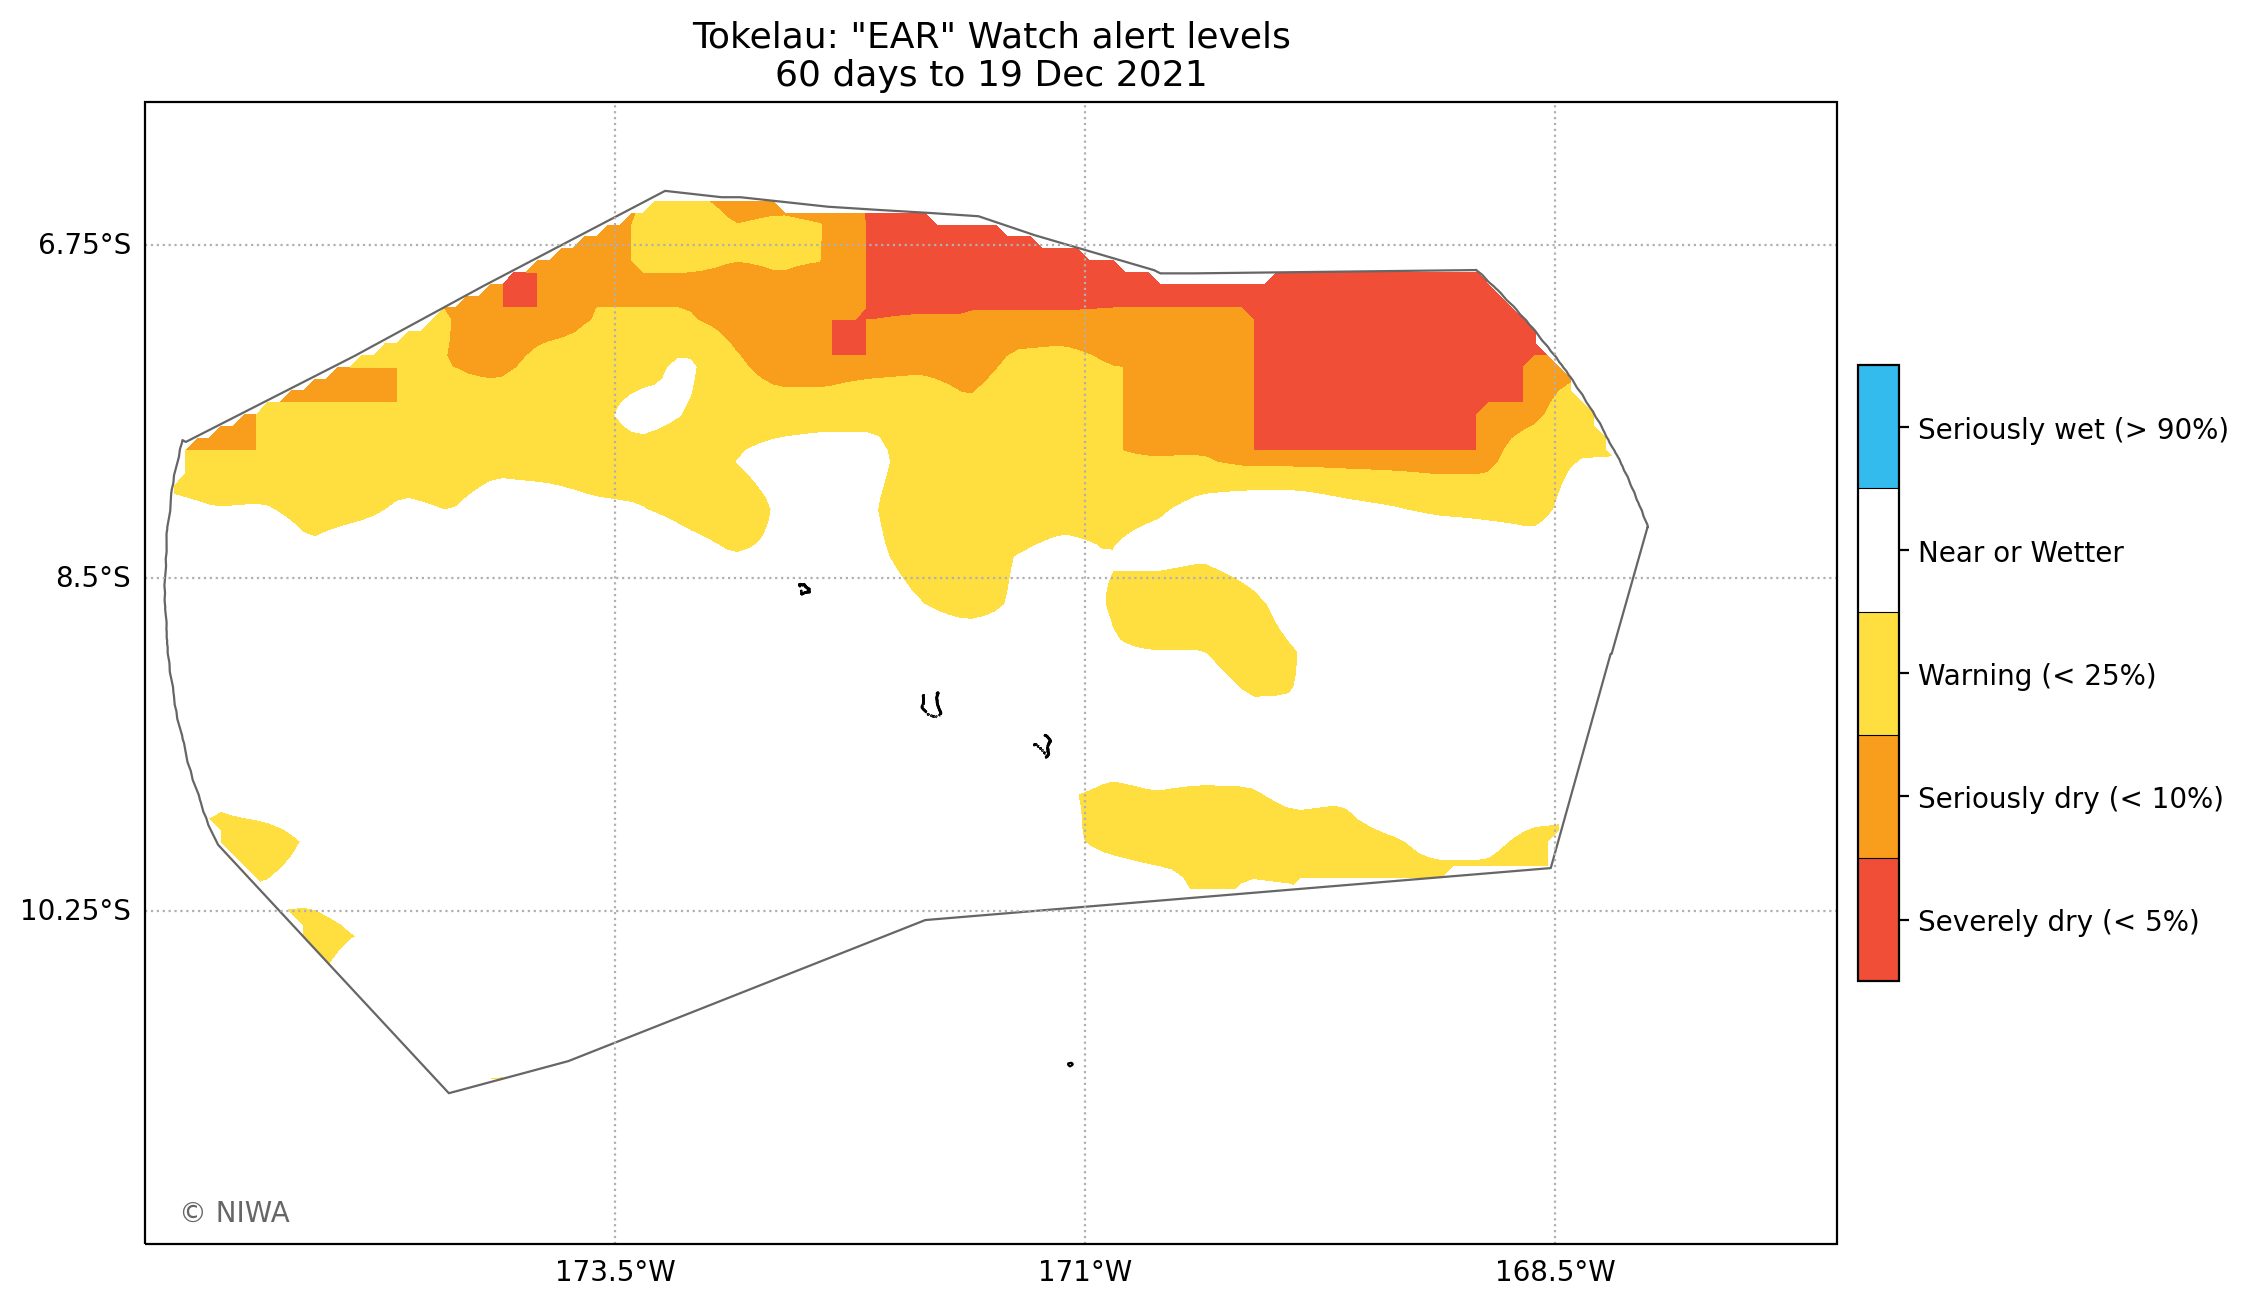 Tokelau: "EAR" Watch alert levels
60 days to 19 Dec 2021
6.75°S
8.5°S
10.25°S
173.5°W
171°W
168.5°W
Seriously wet (> 90%)
Near or Wetter
Warning (< 25%)
Seriously dry (< 10%)
Severely dry (< 5%)
© NIWA